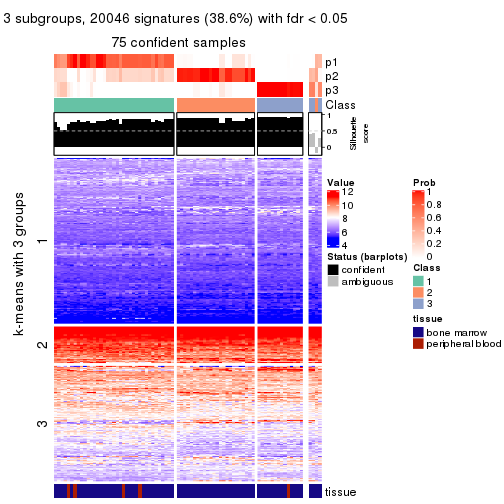 3 subgroups, 20046 signatures (38.6%) with fdr < 0.05
75 confident samples
p1
p2
p3
Class
1
0.5
0
Silhouette
score
k-means with 3 groups
1
2
3
tissue
Value
12
10
8
6
4
Status (barplots)
confident
ambiguous
Prob
1
0.8
0.6
0.4
0.2
0
Class
1
2
3
tissue
bone marrow
peripheral blood